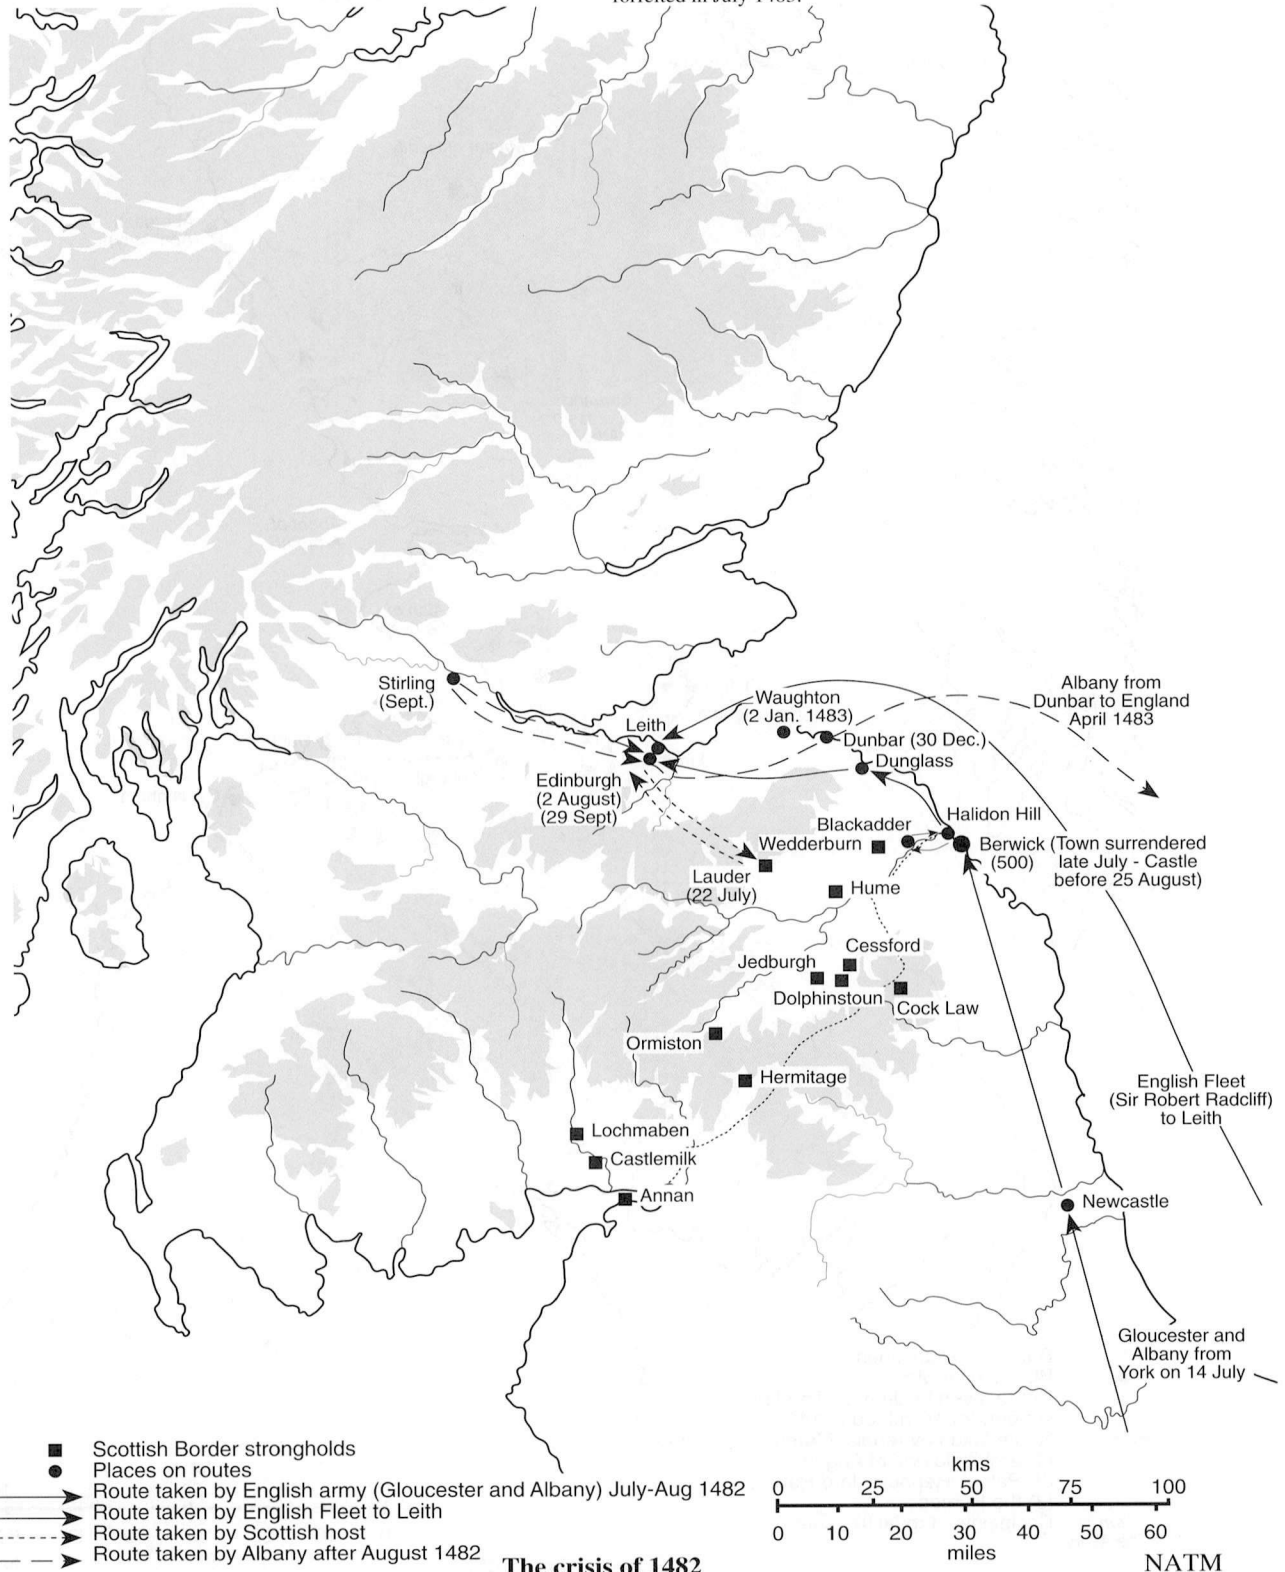 Stirling
(Sept.)
Leith
Waughton
(2 Jan. 1483)
Albany from
Dunbar to England
April 1483
Dunbar (30 Dec.)
Dunglass
Edinburgh
(2 August)
(29 Sept)
Halidon Hill
Blackadder
Wedderburn
Berwick (Town surrendered
(500) late July - Castle
before 25 August)
Lauder
(22 July)
Hume
Cessford
Jedburgh
Dolphinstoun
Cock Law
Ormiston
Hermitage
English Fleet
(Sir Robert Radcliff)
to Leith
Lochmaben
Castlemilk
Annan
Newcastle
Gloucester and
Albany from
York on 14 July
Scottish Border strongholds
Places on routes
Route taken by English army (Gloucester and Albany) July-Aug 1482
Route taken by English Fleet to Leith
Route taken by Scottish host
Route taken by Albany after August 1482
kms
0 25 50 75 100
0 10 20 30 40 50 60
miles
The crisis of 1482
NATM